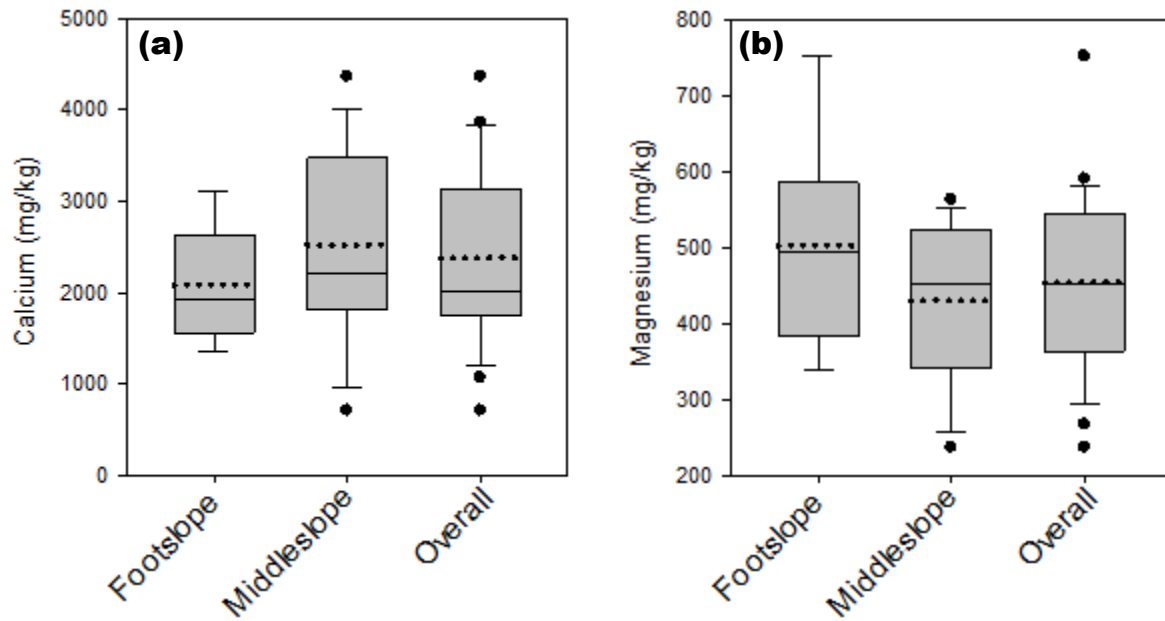 (a)
Calcium (mg/kg)
5000
4000
3000
2000
1000
0
Footslope
Middleslope
Overall
(b)
Magnesium (mg/kg)
800
700
600
500
400
300
200
Footslope
Middleslope
Overall